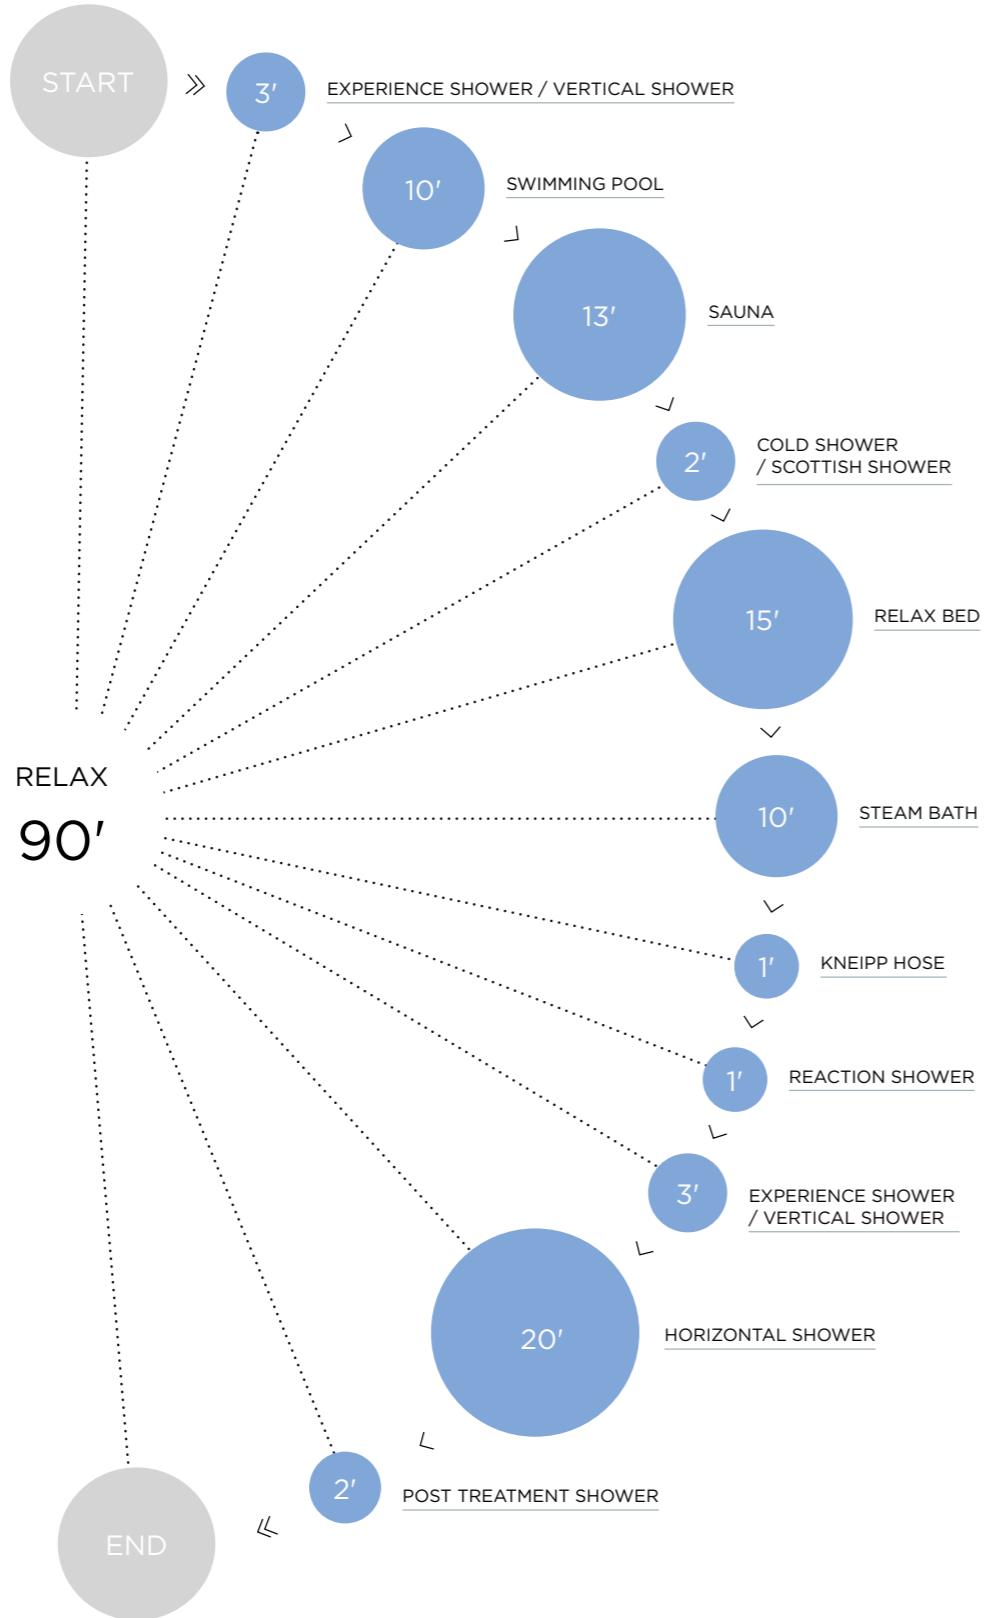 START
3'
EXPERIENCE SHOWER / VERTICAL SHOWER
10'
SWIMMING POOL
13'
SAUNA
2'
COLD SHOWER
/ SCOTTISH SHOWER
15'
RELAX BED
RELAX
90'
10'
STEAM BATH
1'
KNEIPP HOSE
1'
REACTION SHOWER
3'
EXPERIENCE SHOWER
/ VERTICAL SHOWER
20'
HORIZONTAL SHOWER
2'
POST TREATMENT SHOWER
END